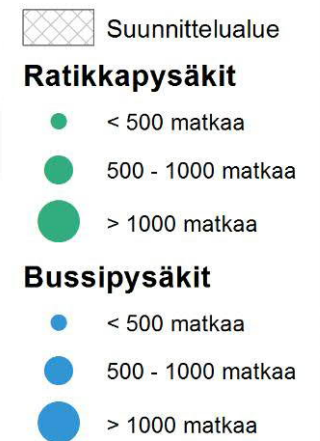 Suunnittelualue
Ratikkapysäkit
< 500 matkaa
500 - 1000 matkaa
> 1000 matkaa
Bussipysäkit
< 500 matkaa
500 - 1000 matkaa
> 1000 matkaa